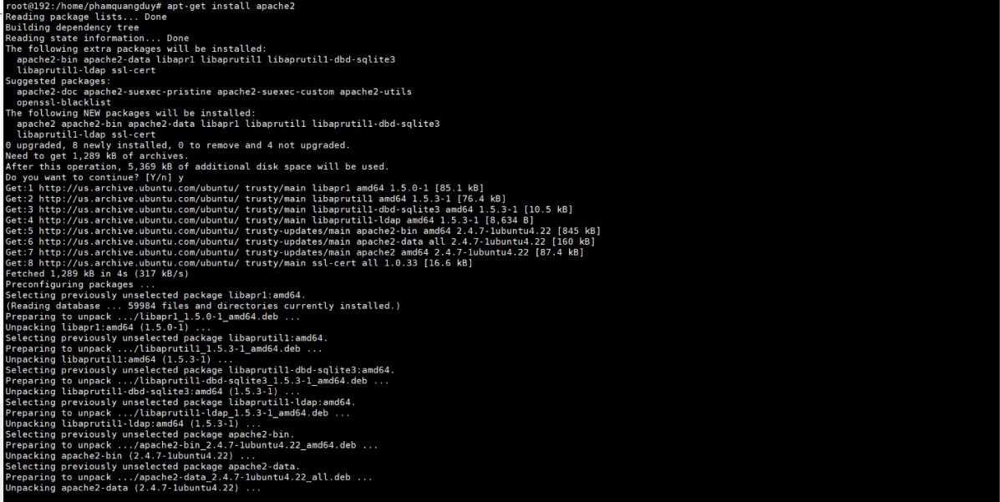 root@192:/home/phamquangduy# apt-get install apache2
Reading package lists... Done
Building dependency tree
Reading state information... Done
The following extra packages will be installed:
  apache2-bin apache2-data libapr1 libaprutil1 libaprutil1-dbd-sqlite3
  libaprutil1-ldap ssl-cert
Suggested packages:
  apache2-doc apache2-suexec-pristine apache2-suexec-custom apache2-utils
  openssl-blacklist
The following NEW packages will be installed:
  apache2 apache2-bin apache2-data libapr1 libaprutil1 libaprutil1-dbd-sqlite3
  libaprutil1-ldap ssl-cert
0 upgraded, 8 newly installed, 0 to remove and 4 not upgraded.
Need to get 1,289 kB of archives.
After this operation, 5,369 kB of additional disk space will be used.
Do you want to continue? [Y/n] y
Get:1 http://us.archive.ubuntu.com/ubuntu/ trusty/main libapr1 amd64 1.5.0-1 [85.1 kB]
Get:2 http://us.archive.ubuntu.com/ubuntu/ trusty/main libaprutil1 amd64 1.5.3-1 [76.4 kB]
Get:3 http://us.archive.ubuntu.com/ubuntu/ trusty/main libaprutil1-dbd-sqlite3 amd64 1.5.3-1 [10.5 kB]
Get:4 http://us.archive.ubuntu.com/ubuntu/ trusty/main libaprutil1-ldap amd64 1.5.3-1 [8,634 B]
Get:5 http://us.archive.ubuntu.com/ubuntu/ trusty-updates/main apache2-bin amd64 2.4.7-1ubuntu4.22 [845 kB]
Get:6 http://us.archive.ubuntu.com/ubuntu/ trusty-updates/main apache2-data all 2.4.7-1ubuntu4.22 [160 kB]
Get:7 http://us.archive.ubuntu.com/ubuntu/ trusty-updates/main apache2 amd64 2.4.7-1ubuntu4.22 [87.4 kB]
Get:8 http://us.archive.ubuntu.com/ubuntu/ trusty/main ssl-cert all 1.0.33 [16.6 kB]
Fetched 1,289 kB in 4s (317 kB/s)
Preconfiguring packages ...
Selecting previously unselected package libapr1:amd64.
(Reading database ... 59984 files and directories currently installed.)
Preparing to unpack .../libapr1_1.5.0-1_amd64.deb ...
Unpacking libapr1:amd64 (1.5.0-1) ...
Selecting previously unselected package libaprutil1:amd64.
Preparing to unpack .../libaprutil1_1.5.3-1_amd64.deb ...
Unpacking libaprutil1:amd64 (1.5.3-1) ...
Selecting previously unselected package libaprutil1-dbd-sqlite3:amd64.
Preparing to unpack .../libaprutil1-dbd-sqlite3_1.5.3-1_amd64.deb ...
Unpacking libaprutil1-dbd-sqlite3:amd64 (1.5.3-1) ...
Selecting previously unselected package libaprutil1-ldap:amd64.
Preparing to unpack .../libaprutil1-ldap_1.5.3-1_amd64.deb ...
Unpacking libaprutil1-ldap:amd64 (1.5.3-1) ...
Selecting previously unselected package apache2-bin.
Preparing to unpack .../apache2-bin_2.4.7-1ubuntu4.22_amd64.deb ...
Unpacking apache2-bin (2.4.7-1ubuntu4.22) ...
Selecting previously unselected package apache2-data.
Preparing to unpack .../apache2-data_2.4.7-1ubuntu4.22_all.deb ...
Unpacking apache2-data (2.4.7-1ubuntu4.22) ...